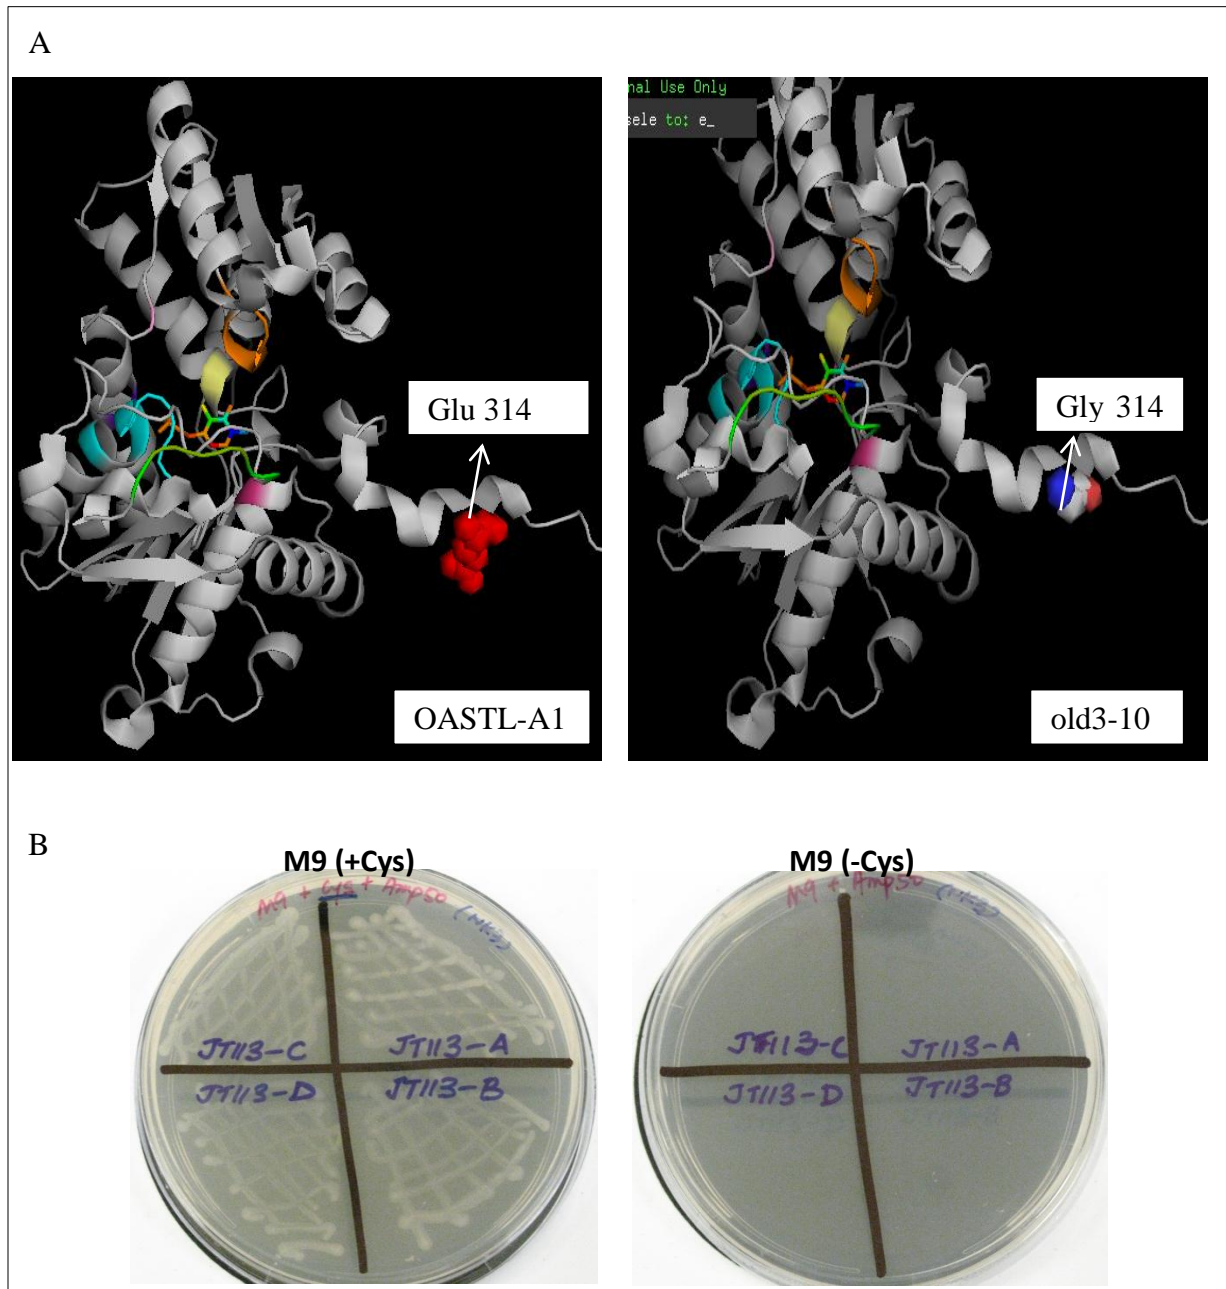 A
nal Use Only
sele to: e_
Glu 314
Gly 314
OASTL-A1
old3-10
B
M9 (+Cys)
M9 (-Cys)
M9 + Cys + Amp50
M9 + Amp50
JT113-C
JT113-A
JT113-D
JT113-B
JT113-C
JT113-A
JT113-D
JT113-B